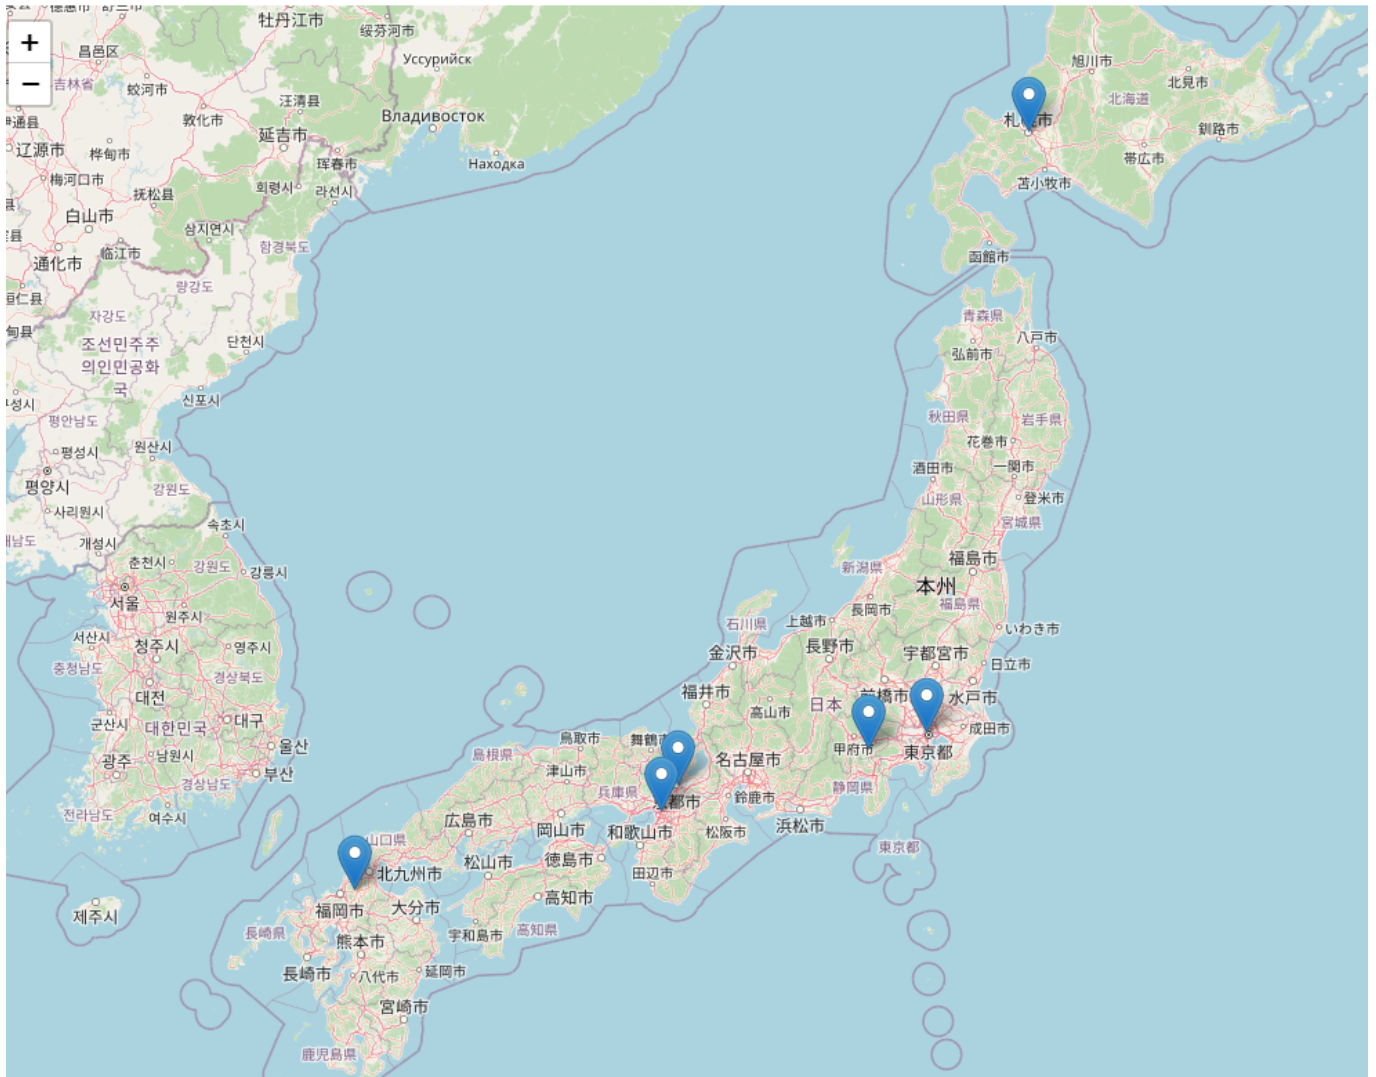 牡丹江市
绥芬河市
+
昌邑区
Уссурийск
旭川市
−
吉林省
蛟河市
北見市
汪清县
北海道
敦化市
Владивосток
延吉市
釧路市
辽源市
桦甸市
珲春市
Находка
帯広市
梅河口市
抚松县
회령시
라선시
苫小牧市
白山市
삼지연시
临江市
함경북도
函館市
通化市
량강도
자강도
青森県
단천시
八戸市
조선민주주
의인민공화
국
弘前市
신포시
평안남도
秋田県
岩手県
평성시
원산시
花巻市
酒田市
一関市
평양시
강원도
山形県
登米市
사리원시
속초시
宮城県
개성시
춘천시
강원도
강릉시
新潟県
福島市
本州
서울
원주시
長岡市
福島県
石川県
上越市
いわき市
서산시
청주시
영주시
金沢市
長野市
宇都宮市
日立市
충청남도
경상북도
대전
福井市
高山市
日本
水戸市
군산시
대한민국
대구
成田市
남원시
울산
鳥取市
甲府市
東京都
광주
부산
島根県
津山市
名古屋市
경상남도
兵庫県
静岡県
전라남도
여수시
鈴鹿市
広島市
岡山市
和歌山市
松阪市
浜松市
山口県
東京都
北九州市
松山市
徳島市
田辺市
제주시
福岡市
大分市
高知市
長崎県
熊本市
宇和島市
高知県
長崎市
八代市
延岡市
宮崎市
鹿児島県